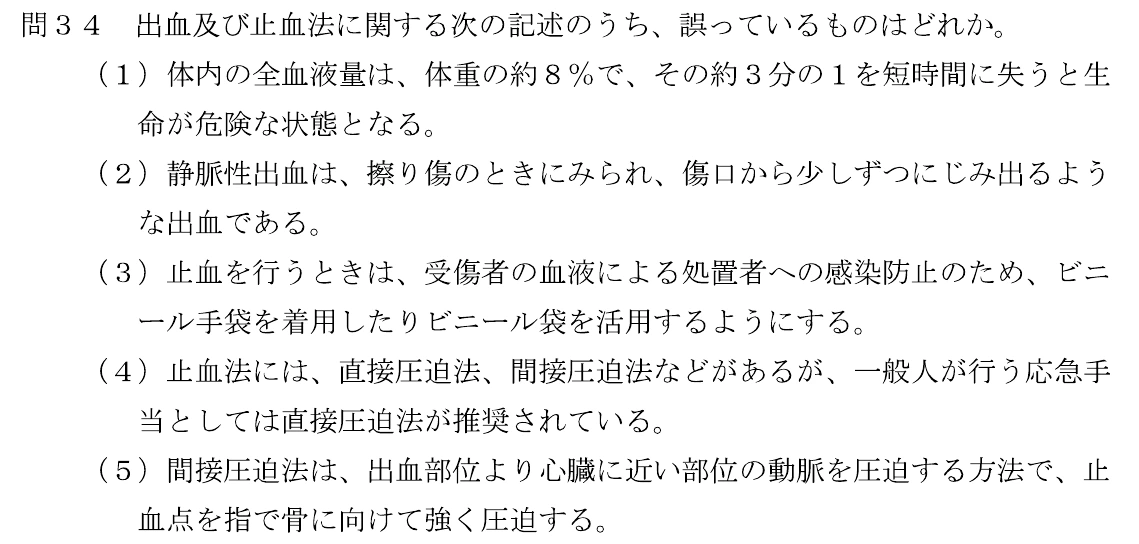 問３４　出血及び止血法に関する次の記述のうち、誤っているものはどれか。
（１）体内の全血液量は、体重の約８％で、その約３分の１を短時間に失うと生
命が危険な状態となる。
（２）静脈性出血は、擦り傷のときにみられ、傷口から少しずつにじみ出るよう
な出血である。
（３）止血を行うときは、受傷者の血液による処置者への感染防止のため、ビニ
ール手袋を着用したりビニール袋を活用するようにする。
（４）止血法には、直接圧迫法、間接圧迫法などがあるが、一般人が行う応急手
当としては直接圧迫法が推奨されている。
（５）間接圧迫法は、出血部位より心臓に近い部位の動脈を圧迫する方法で、止
血点を指で骨に向けて強く圧迫する。